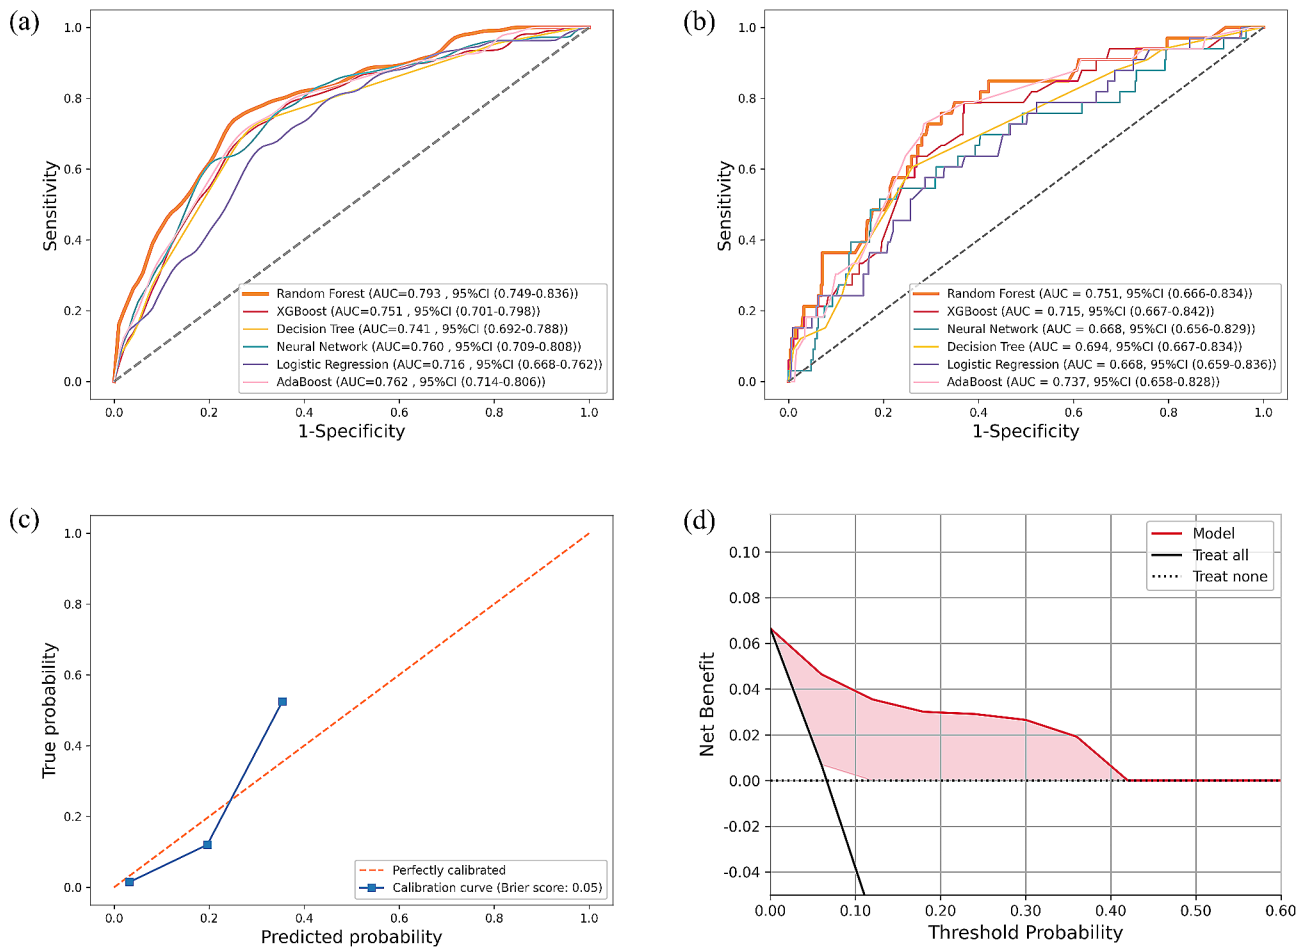 (a)
1.0
0.8
0.6
0.4
0.2
0.0
Sensitivity
Random Forest (AUC=0.793 , 95%CI (0.749-0.836))
XGBoost (AUC=0.751 , 95%CI (0.701-0.798))
Decision Tree (AUC=0.741 , 95%CI (0.692-0.788))
Neural Network (AUC=0.760 , 95%CI (0.709-0.808))
Logistic Regression (AUC=0.716 , 95%CI (0.668-0.762))
AdaBoost (AUC=0.762 , 95%CI (0.714-0.806))
0.0 0.2 0.4 0.6 0.8 1.0
1-Specificity
(b)
1.0
0.8
0.6
0.4
0.2
0.0
Sensitivity
Random Forest (AUC = 0.751, 95%CI (0.666-0.834))
XGBoost (AUC = 0.715, 95%CI (0.667-0.842))
Neural Network (AUC = 0.668, 95%CI (0.656-0.829))
Decision Tree (AUC = 0.694, 95%CI (0.667-0.834))
Logistic Regression (AUC = 0.668, 95%CI (0.659-0.836))
AdaBoost (AUC = 0.737, 95%CI (0.658-0.828))
0.0 0.2 0.4 0.6 0.8 1.0
1-Specificity
(c)
1.0
0.8
0.6
0.4
0.2
0.0
True probability
Perfectly calibrated
Calibration curve (Brier score: 0.05)
0.0 0.2 0.4 0.6 0.8 1.0
Predicted probability
(d)
Model
Treat all
Treat none
0.10
0.08
0.06
0.04
0.02
0.00
-0.02
-0.04
Net Benefit
0.00 0.10 0.20 0.30 0.40 0.50 0.60
Threshold Probability